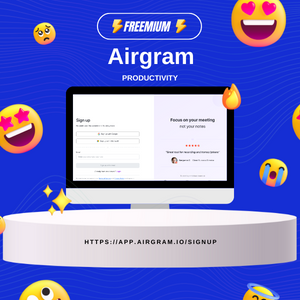 FREEMIUM
Airgram
PRODUCTIVITY
Sign up
Focus on your meeting
not your notes
HTTPS://APP.AIRGRAM.IO/SIGNUP